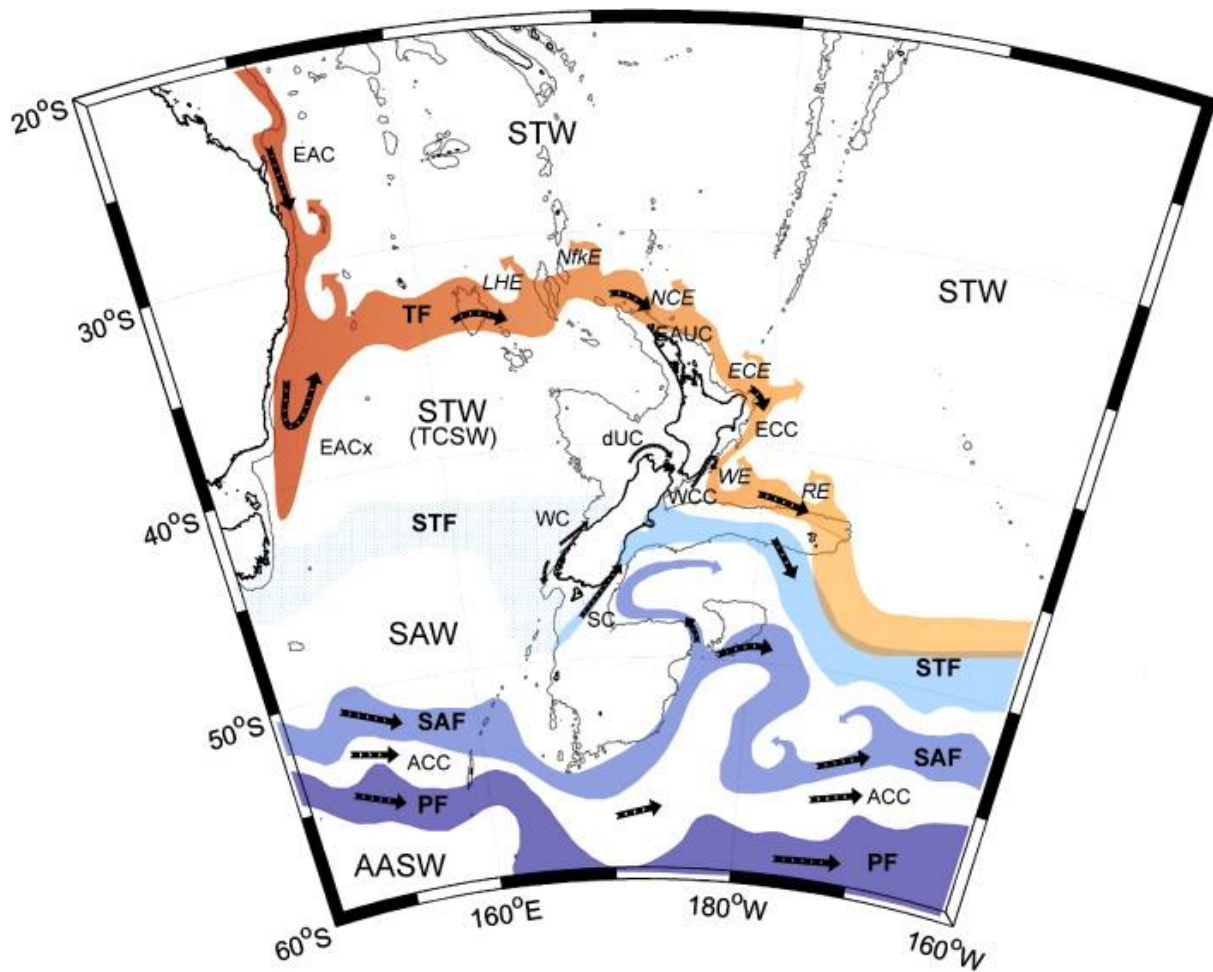 20°S
EAC
STW
NfkE
LHE
STW
TF
NCE
30°S
EAUC
ECE
STW
(TCSW)
EACx
dUC
ECC
WE
RE
WCC
40°S
STF
WC
SC
SAW
STF
50°S
SAF
SAF
ACC
ACC
PF
PF
AASW
60°S
160°E
180°W
160°W